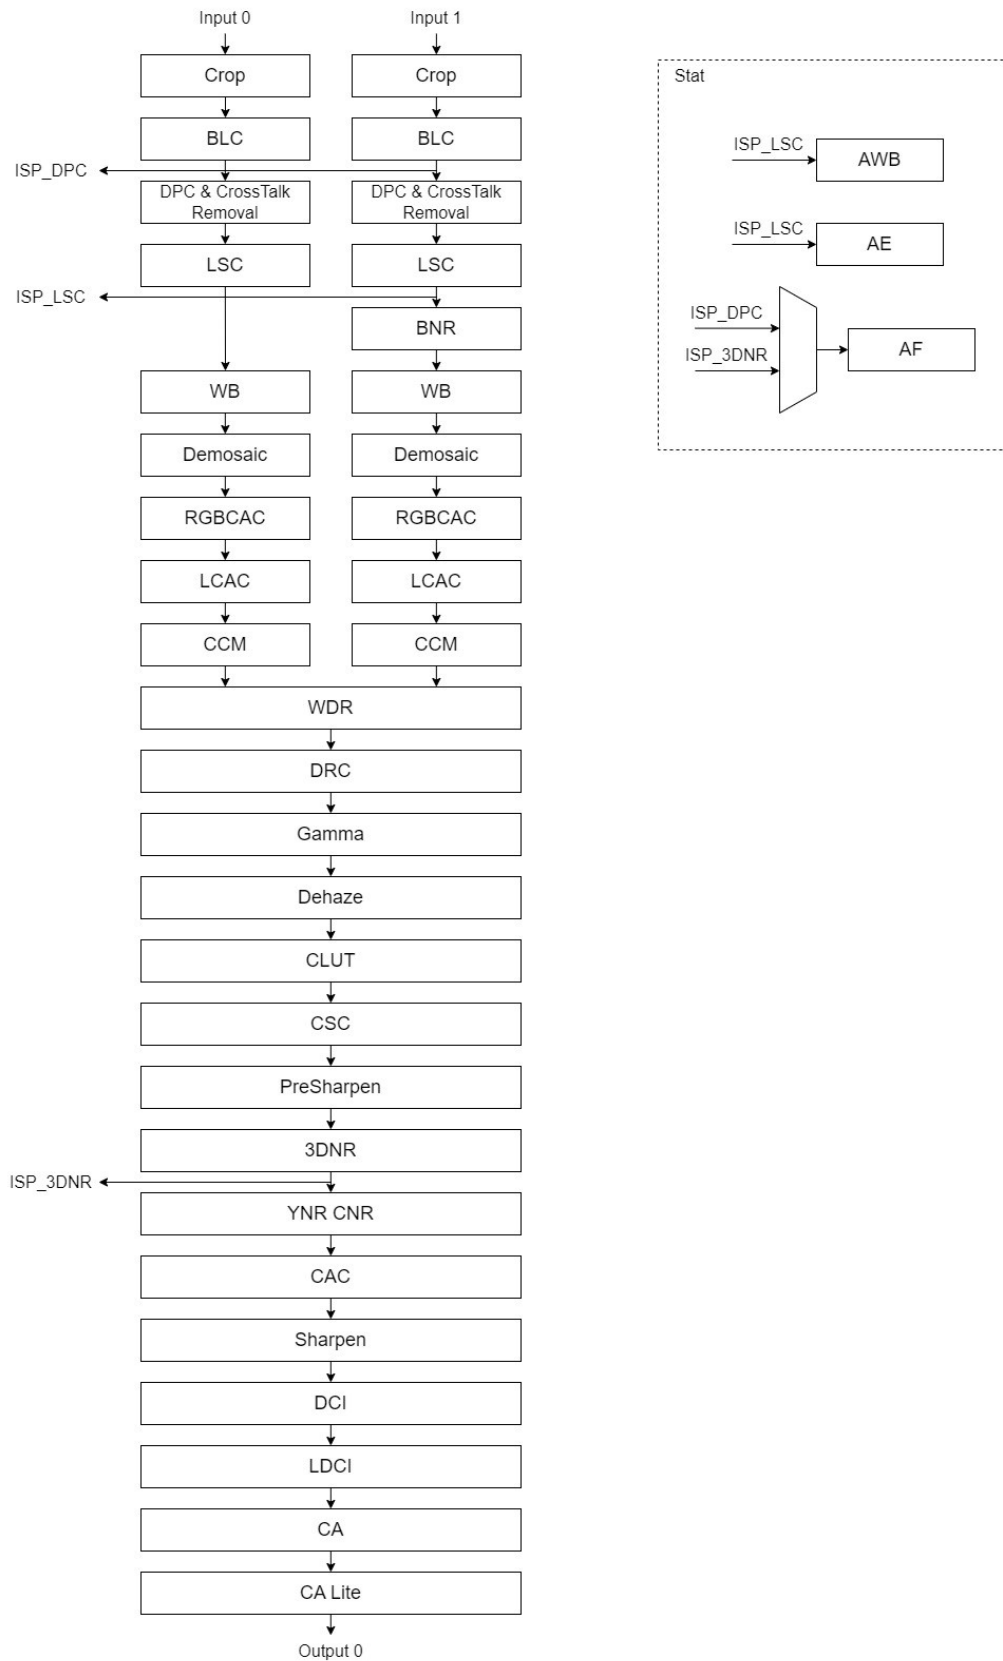 Input 0
Input 1
Crop
Crop
BLC
BLC
ISP_DPC
DPC & CrossTalk
Removal
DPC & CrossTalk
Removal
LSC
LSC
ISP_LSC
BNR
WB
WB
Demosaic
Demosaic
RGBCAC
RGBCAC
LCAC
LCAC
CCM
CCM
WDR
DRC
Gamma
Dehaze
CLUT
CSC
PreSharpen
3DNR
ISP_3DNR
YNR CNR
CAC
Sharpen
DCI
LDCI
CA
CA Lite
Output 0
Stat
ISP_LSC
AWB
ISP_LSC
AE
ISP_DPC
ISP_3DNR
AF